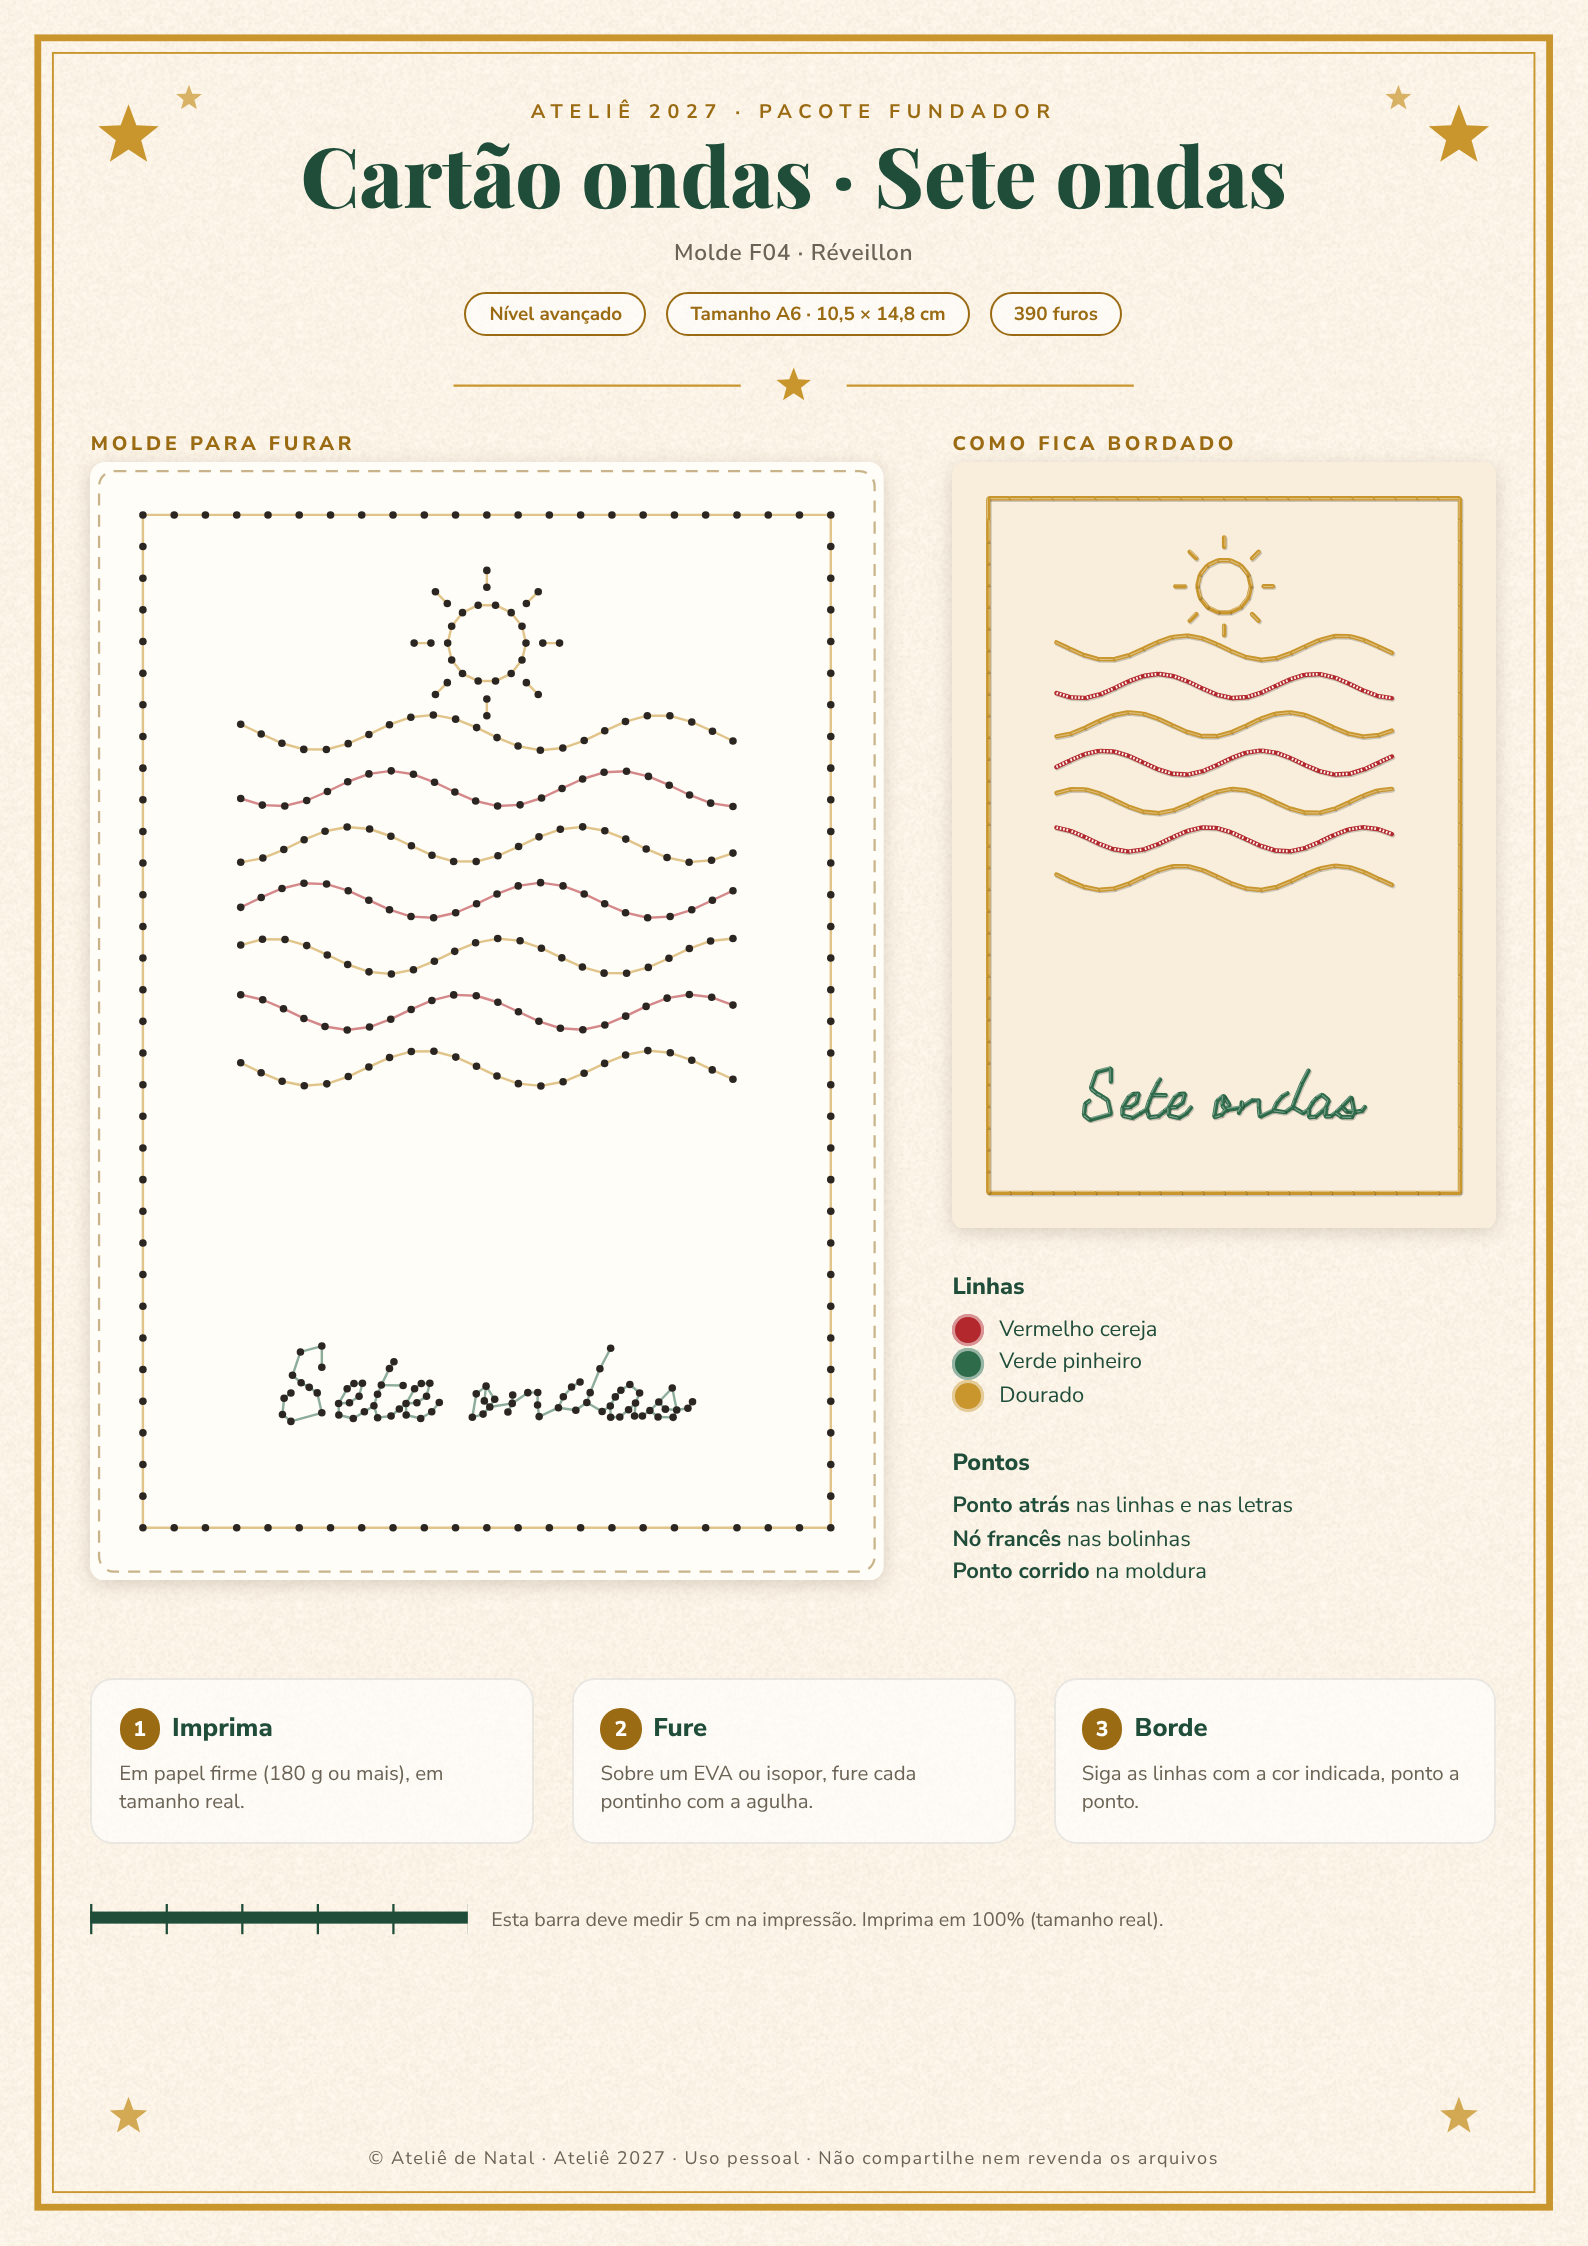 ATELIÊ 2027 · PACOTE FUNDADOR
Cartão ondas · Sete ondas
Molde F04 · Réveillon
Nível avançado
Tamanho A6 · 10,5 × 14,8 cm
390 furos
MOLDE PARA FURAR
Sete ondas
COMO FICA BORDADO
Sete ondas
Linhas
Vermelho cereja
Verde pinheiro
Dourado
Pontos
Ponto atrás nas linhas e nas letras
Nó francês nas bolinhas
Ponto corrido na moldura
1 Imprima
Em papel firme (180 g ou mais), em
tamanho real.
2 Fure
Sobre um EVA ou isopor, fure cada
pontinho com a agulha.
3 Borde
Siga as linhas com a cor indicada, ponto a
ponto.
Esta barra deve medir 5 cm na impressão. Imprima em 100% (tamanho real).
© Ateliê de Natal · Ateliê 2027 · Uso pessoal · Não compartilhe nem revenda os arquivos